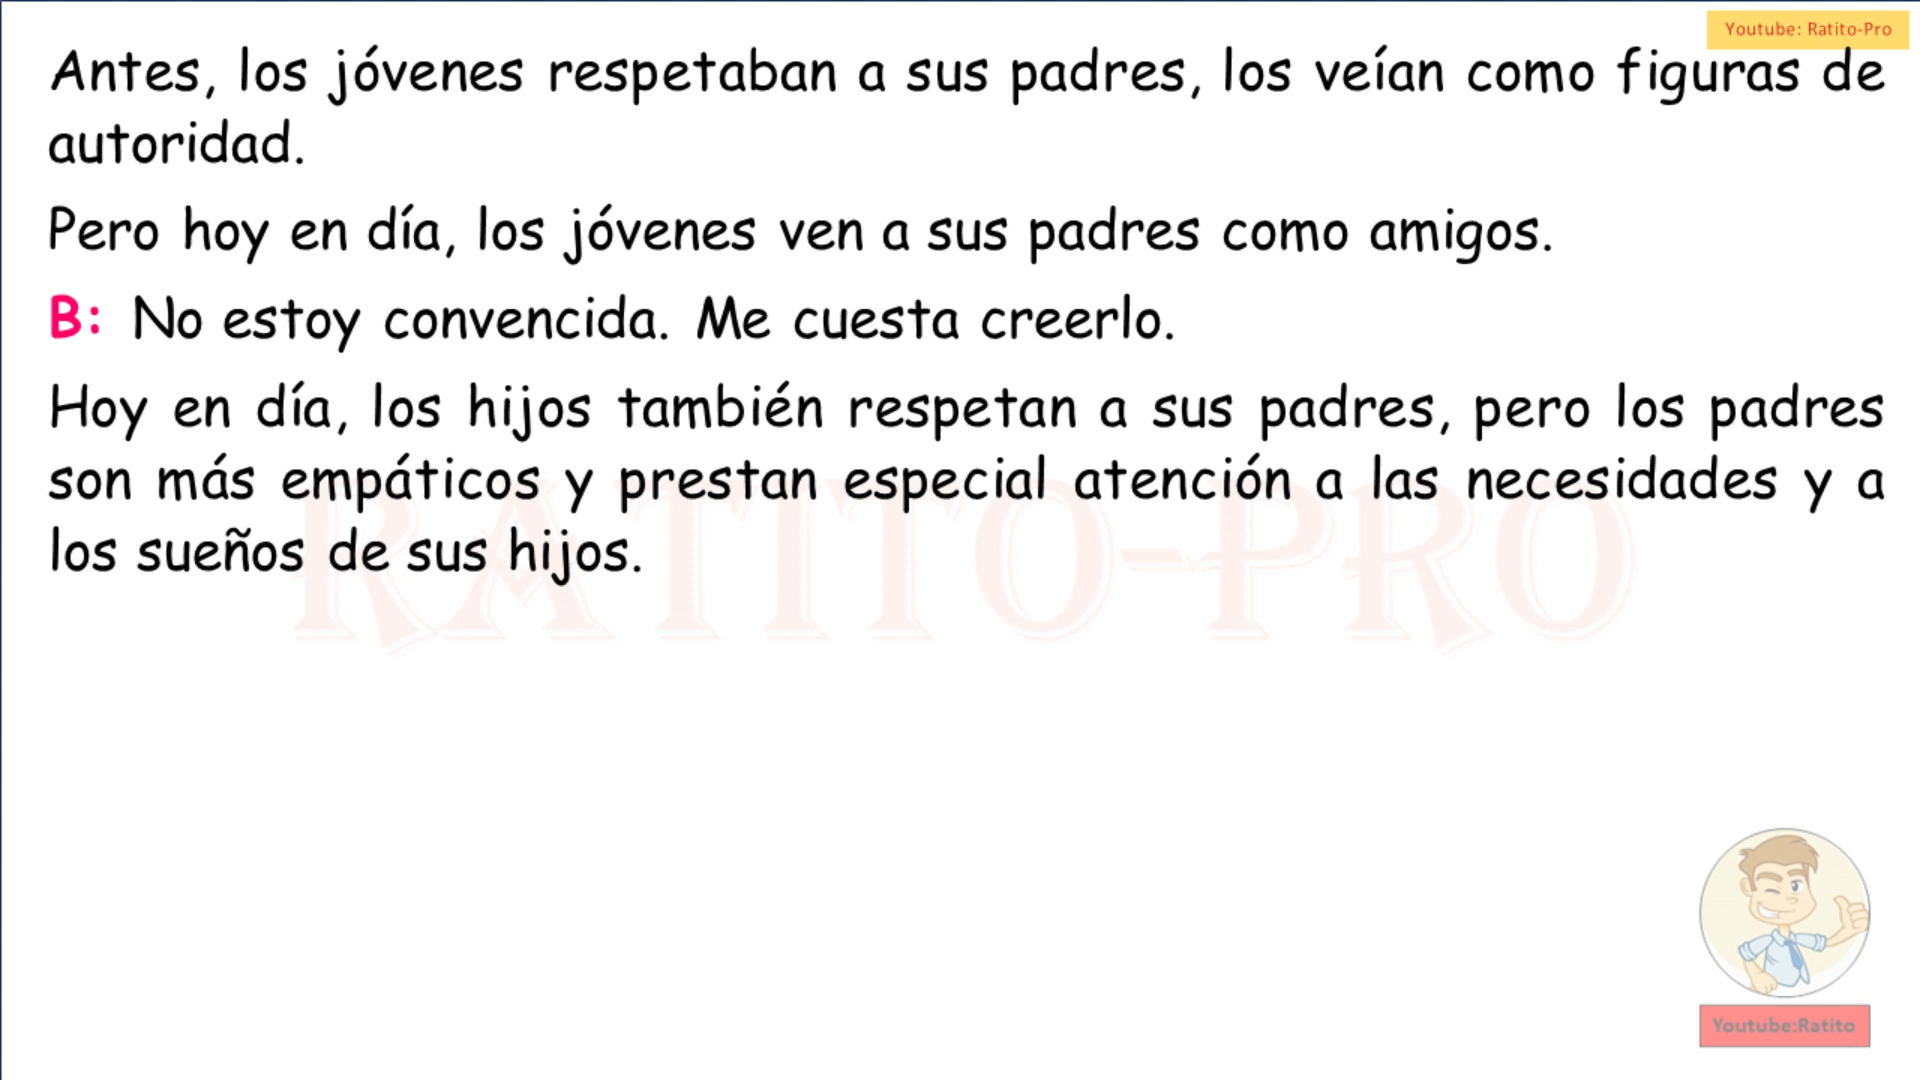 Youtube: Ratito-Pro
Antes, los jóvenes respetaban a sus padres, los veían como figuras de
autoridad.
Pero hoy en día, los jóvenes ven a sus padres como amigos.
B: No estoy convencida. Me cuesta creerlo.
Hoy en día, los hijos también respetan a sus padres, pero los padres
son más empáticos y prestan especial atención a las necesidades y a
los sueños de sus hijos.
RATITO-PRO
Youtube:Ratito